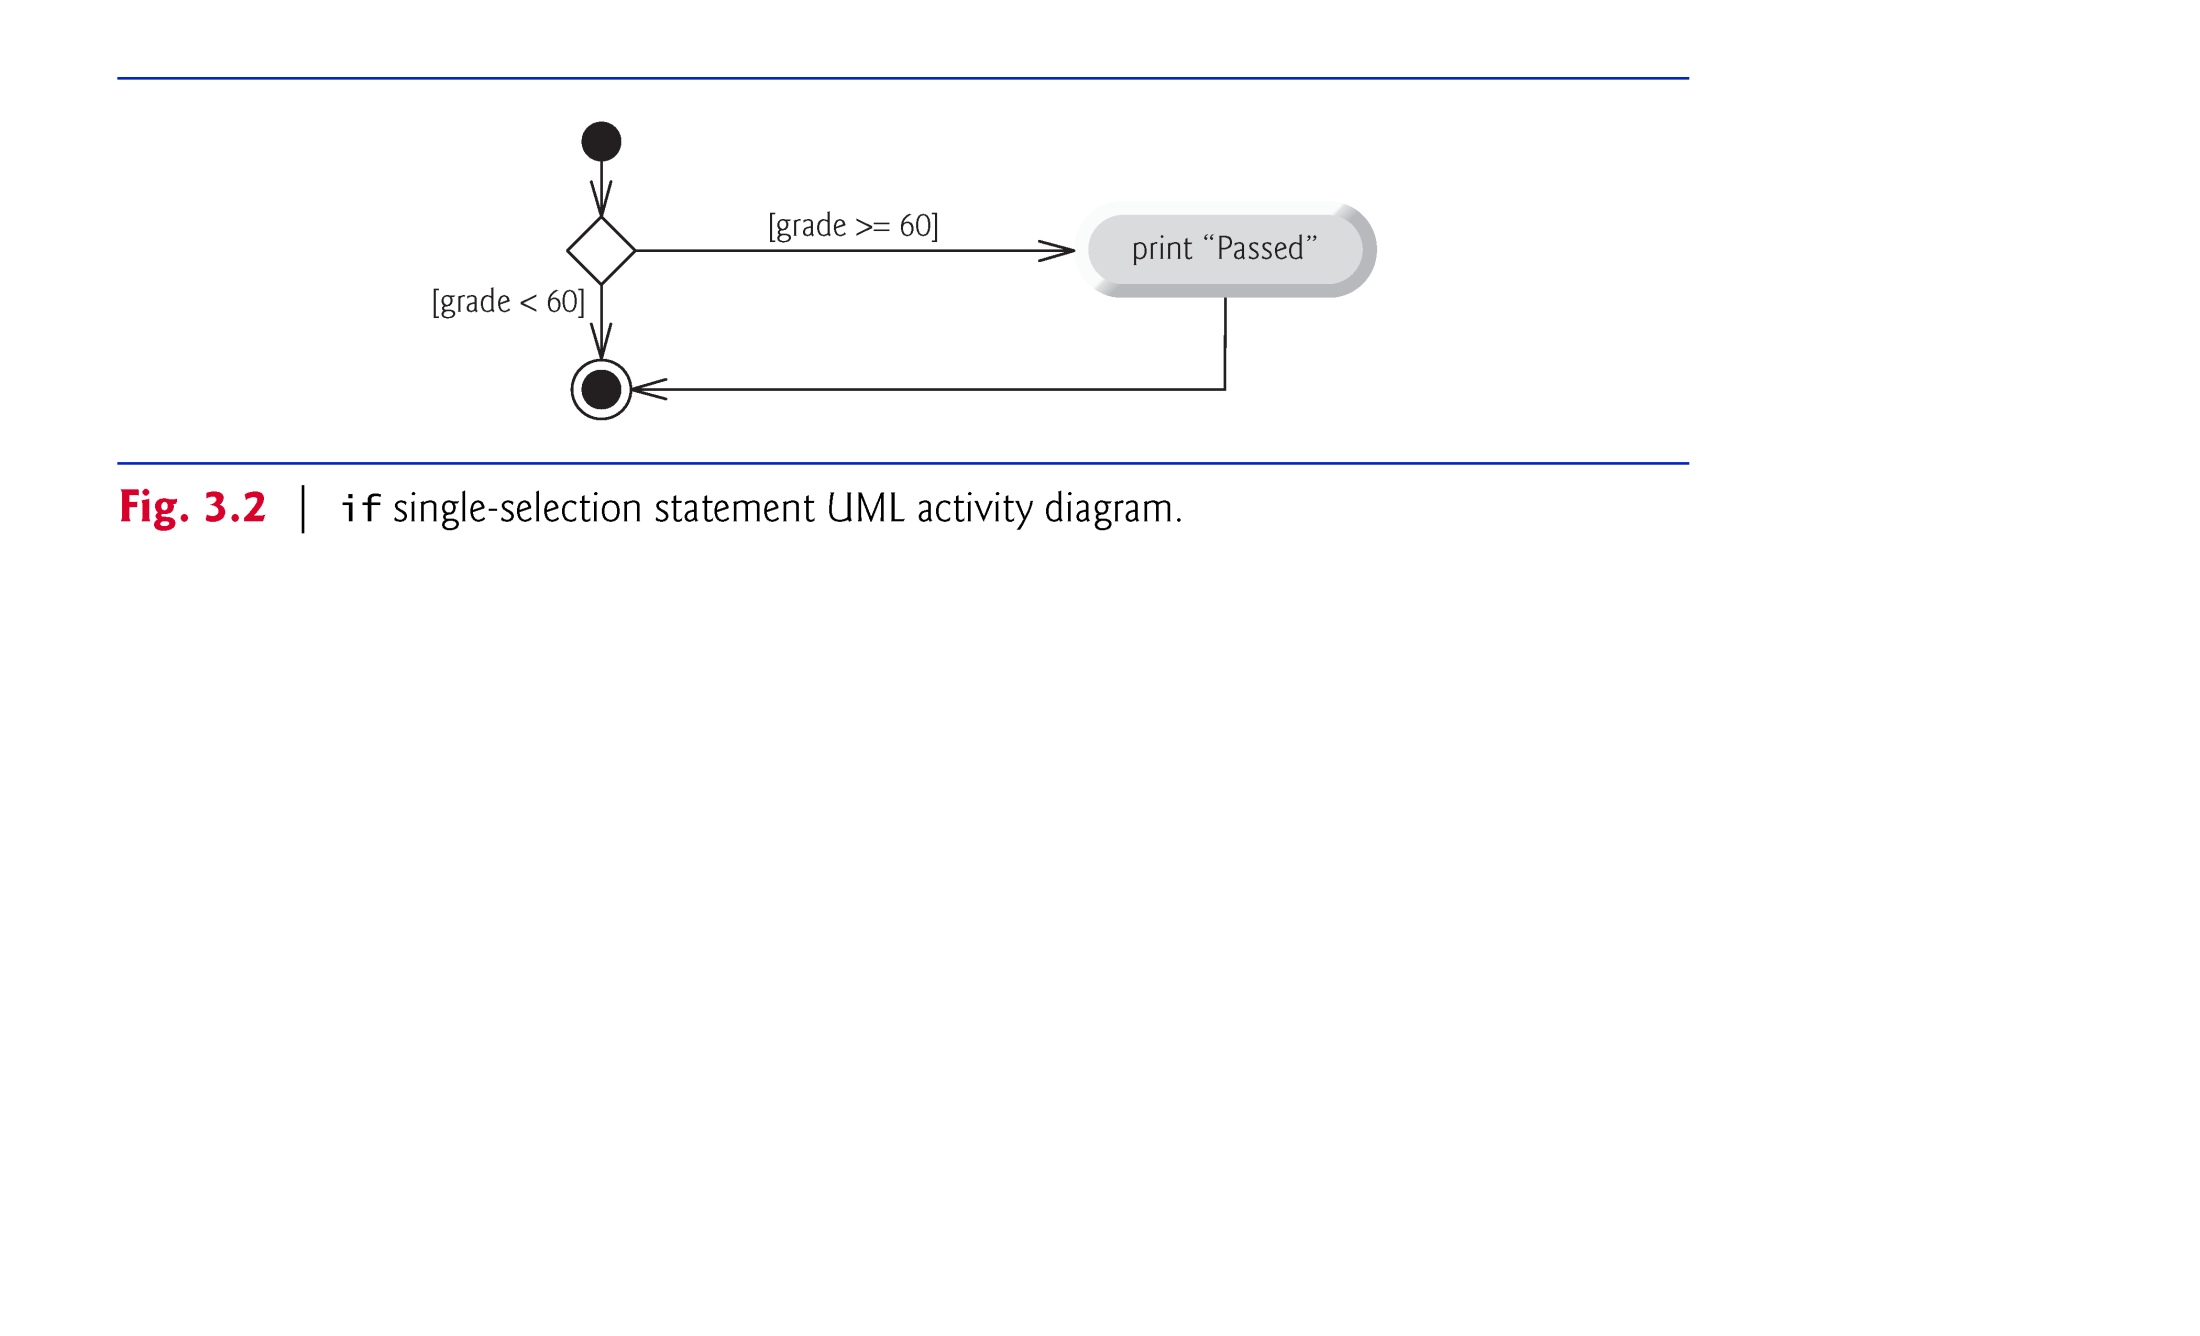 [grade >= 60]
print “Passed”
[grade < 60]
Fig. 3.2 | if single-selection statement UML activity diagram.